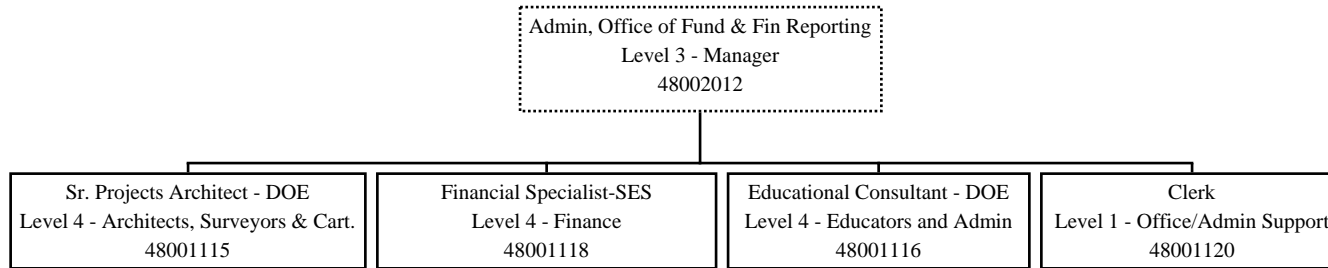 Admin, Office of Fund & Fin Reporting
Level 3 - Manager
48002012
Sr. Projects Architect - DOE
Level 4 - Architects, Surveyors & Cart.
48001115
Financial Specialist-SES
Level 4 - Finance
48001118
Educational Consultant - DOE
Level 4 - Educators and Admin
48001116
Clerk
Level 1 - Office/Admin Support
48001120